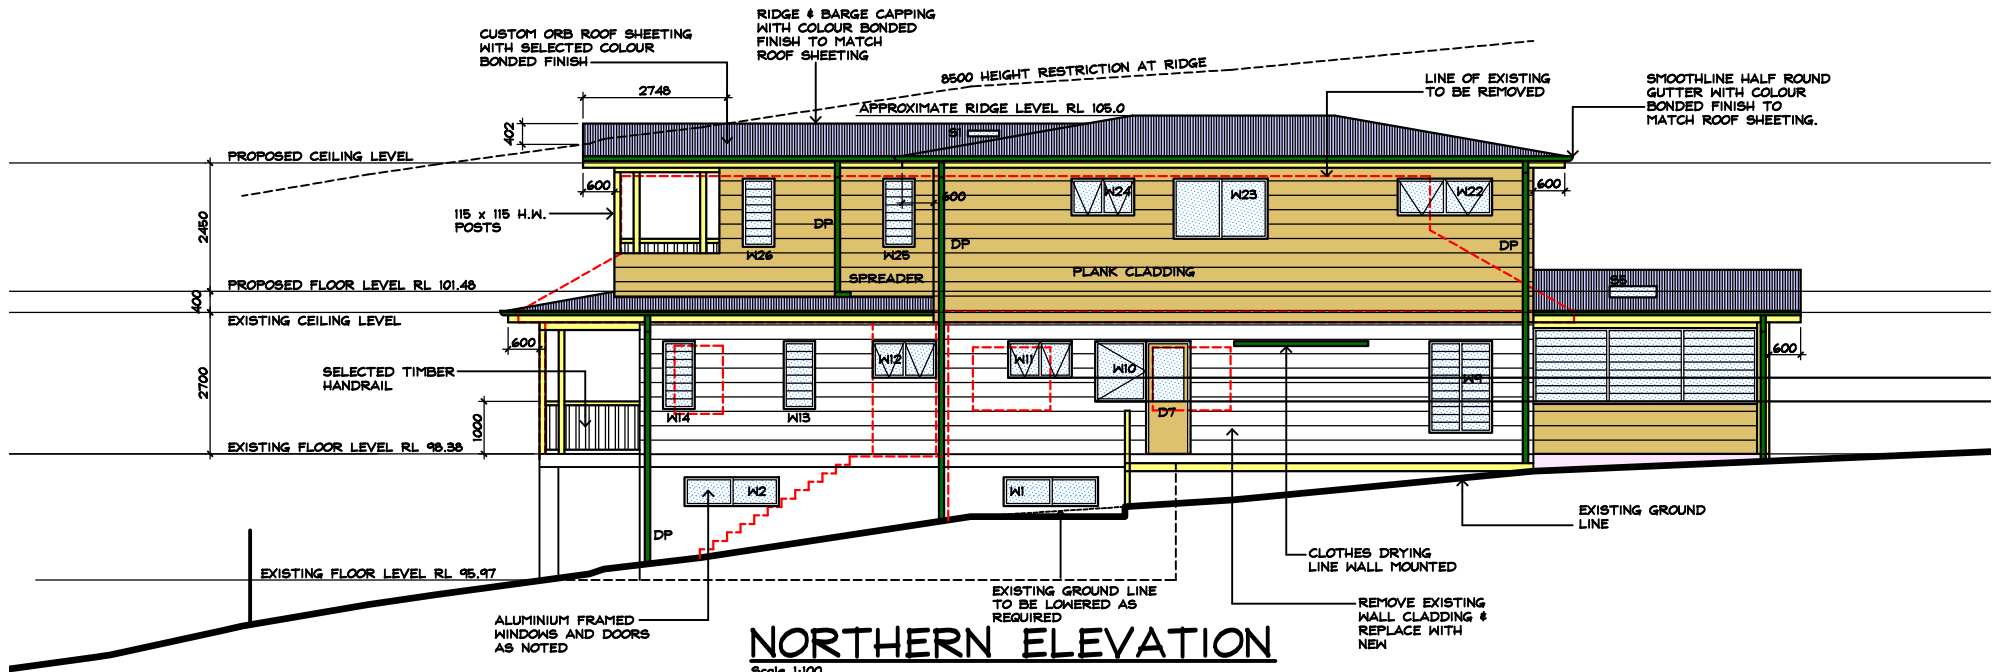 RIDGE & BARGE CAPPING
WITH COLOUR BONDED
FINISH TO MATCH
ROOF SHEETING
CUSTOM ORB ROOF SHEETING
WITH SELECTED COLOUR
BONDED FINISH
8500 HEIGHT RESTRICTION AT RIDGE
LINE OF EXISTING
TO BE REMOVED
SMOOTHLINE HALF ROUND
GUTTER WITH COLOUR
BONDED FINISH TO
MATCH ROOF SHEETING.
2748
APPROXIMATE RIDGE LEVEL RL 105.0
402
S1
PROPOSED CEILING LEVEL
600
600
600
W24
W23
W22
115 x 115 H.W.
POSTS
2450
DP
DP
DP
W26
W25
SPREADER
PLANK CLADDING
PROPOSED FLOOR LEVEL RL 101.48
S5
400
EXISTING CEILING LEVEL
600
600
W12
W11
W10
W9
SELECTED TIMBER
HANDRAIL
2700
W14
W13
D7
1000
EXISTING FLOOR LEVEL RL 98.38
W2
W1
EXISTING GROUND
LINE
DP
CLOTHES DRYING
LINE WALL MOUNTED
EXISTING FLOOR LEVEL RL 95.97
EXISTING GROUND LINE
TO BE LOWERED AS
REQUIRED
REMOVE EXISTING
WALL CLADDING &
REPLACE WITH
NEW
ALUMINIUM FRAMED
WINDOWS AND DOORS
AS NOTED
NORTHERN ELEVATION
Scale 1:100